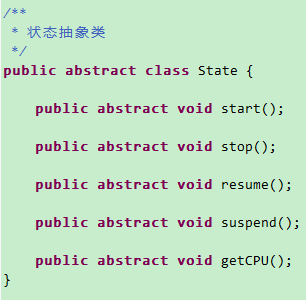 /**
 * 状态抽象类
 */
public abstract class State {
    public abstract void start();
    public abstract void stop();
    public abstract void resume();
    public abstract void suspend();
    public abstract void getCPU();
}